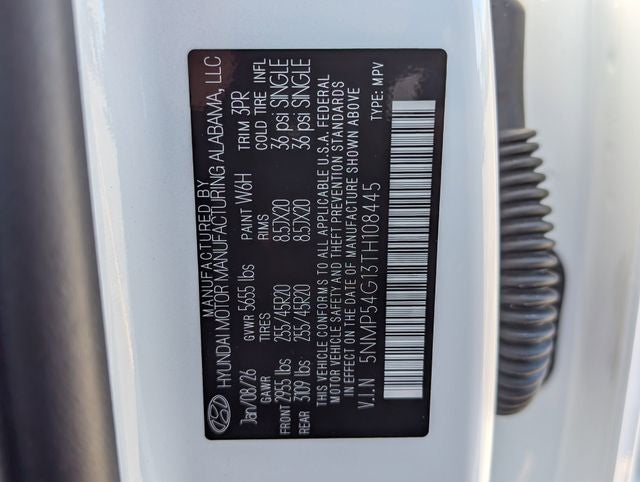 MANUFACTURED BY
HYUNDAI MOTOR MANUFACTURING ALABAMA, LLC
Jan/08/26 GVWR 5655 lbs PAINT W6H TRIM 3PR
GAWR TIRES RIMS COLD TIRE INFL
FRONT 2955 lbs 255/45R20 8.5JX20 36 psi SINGLE
REAR 3109 lbs 255/45R20 8.5JX20 36 psi SINGLE
THIS VEHICLE CONFORMS TO ALL APPLICABLE U.S.A. FEDERAL
MOTOR VEHICLE SAFETY AND THEFT PREVENTION STANDARDS
IN EFFECT ON THE DATE OF MANUFACTURE SHOWN ABOVE
V.I.N 5NMP54G13TH108445 TYPE: MPV